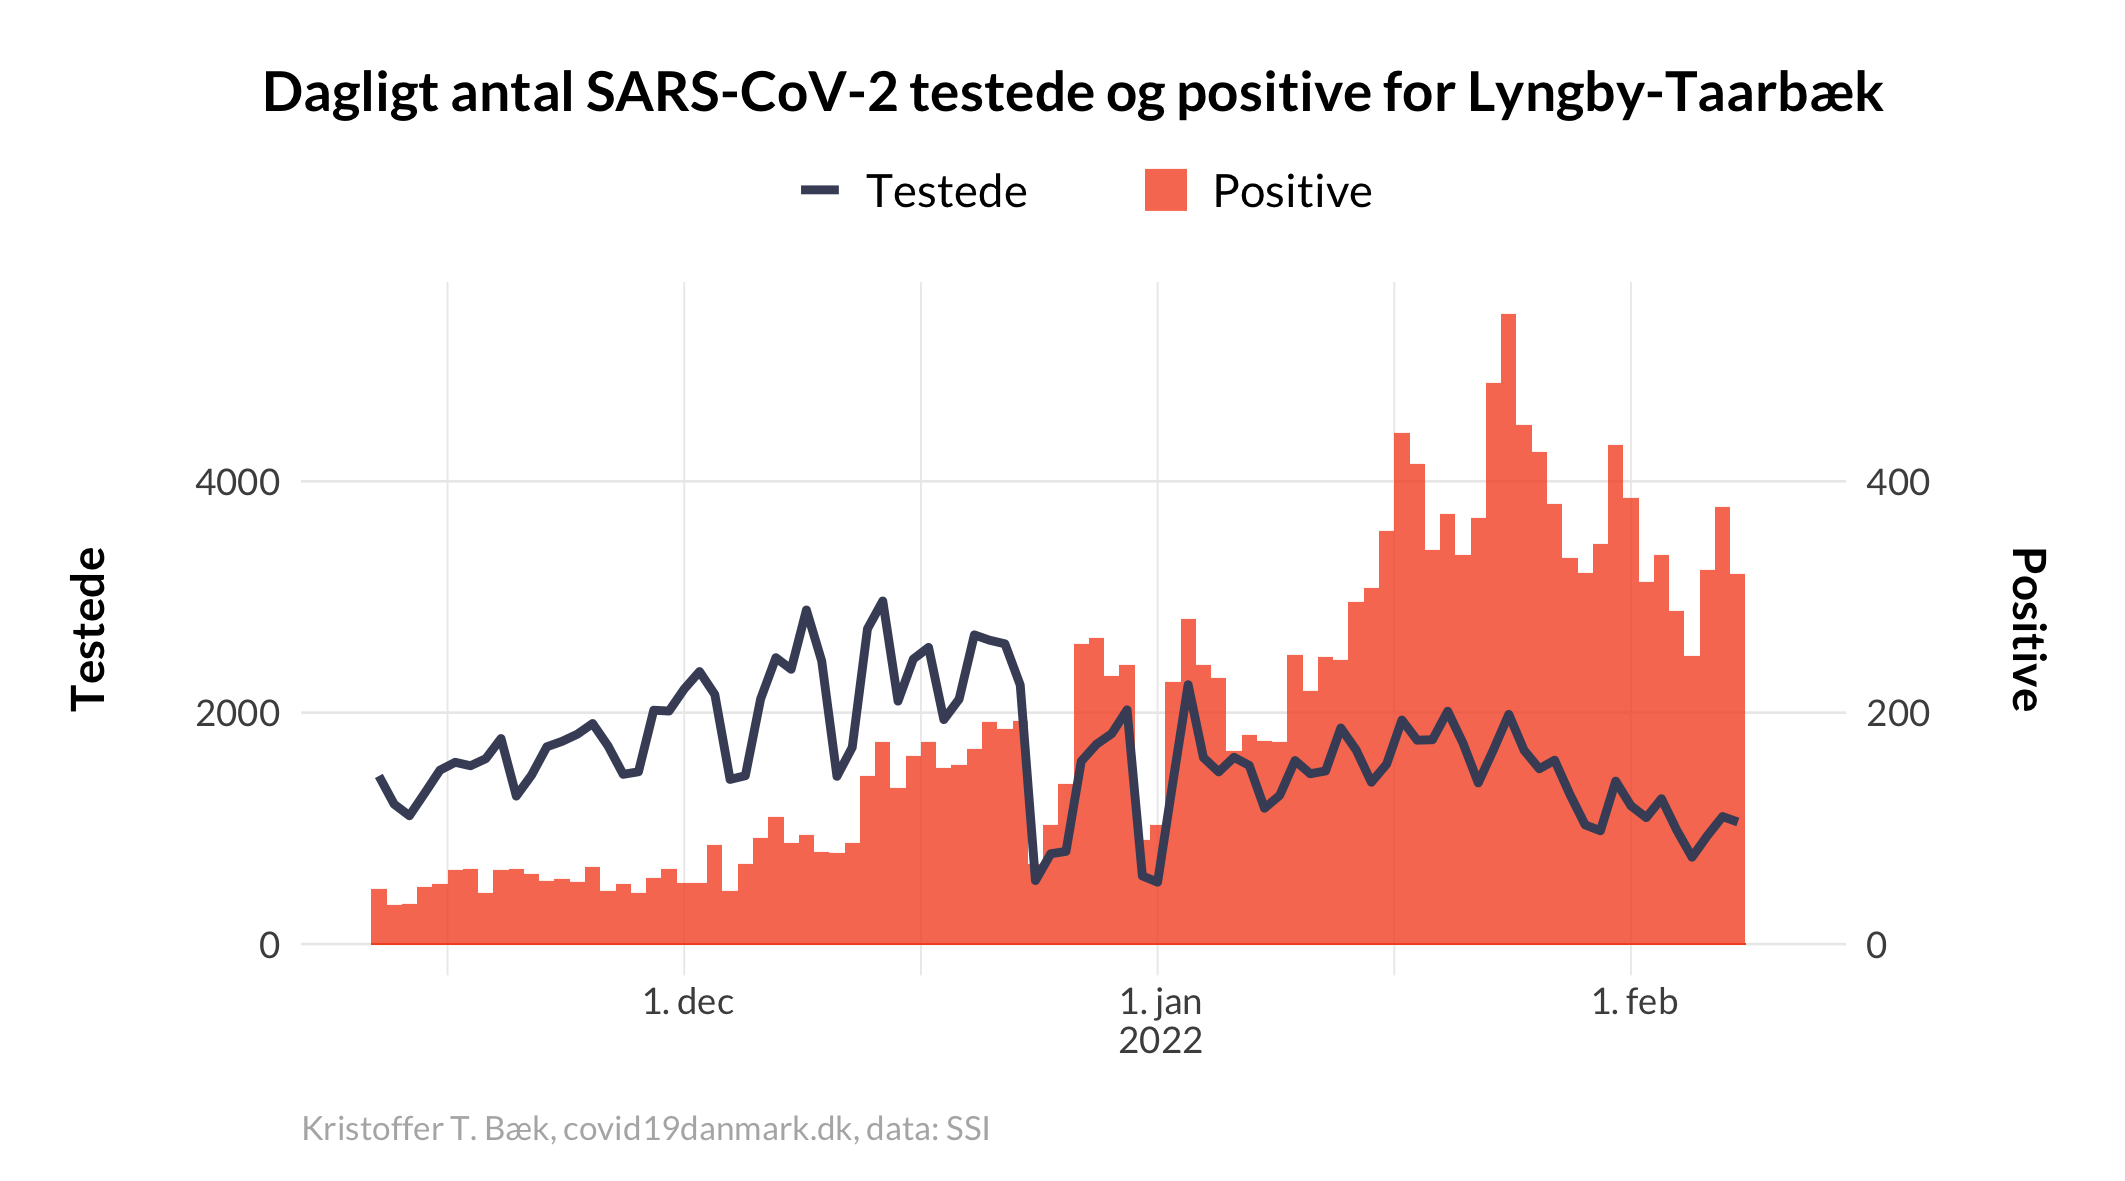 Dagligt antal SARS-CoV-2 testede og positive for Lyngby-Taarbæk
Testede
Positive
4000
2000
0
Testede
400
200
0
Positive
1. dec
1. jan
2022
1. feb
Kristoffer T. Bæk, covid19danmark.dk, data: SSI